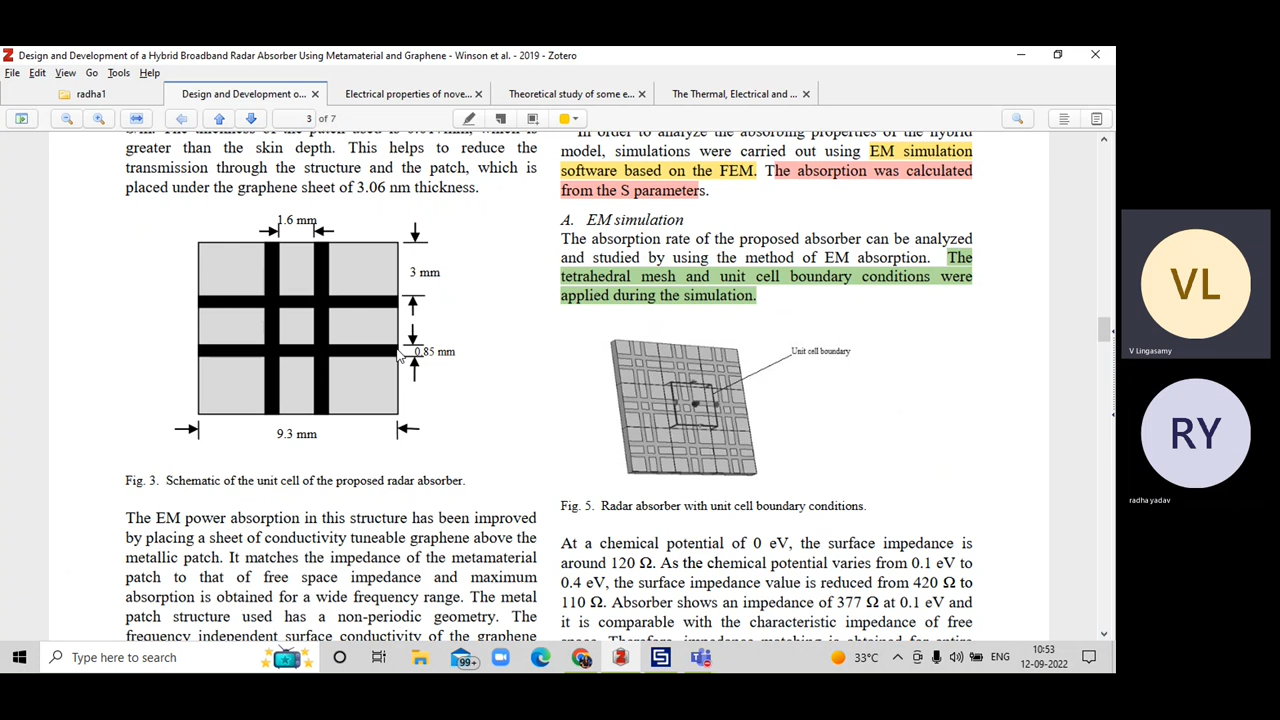 Design and Development of a Hybrid Broadband Radar Absorber Using Metamaterial and Graphene - Winson et al. - 2019 - Zotero
File Edit View Go Tools Help
radha1
Design and Development o...
Electrical properties of nove...
Theoretical study of some e...
The Thermal, Electrical and ...
3 of 7
greater than the skin depth. This helps to reduce the
transmission through the structure and the patch, which is
placed under the graphene sheet of 3.06 nm thickness.
1.6 mm
3 mm
0.85 mm
9.3 mm
Fig. 3. Schematic of the unit cell of the proposed radar absorber.
The EM power absorption in this structure has been improved
by placing a sheet of conductivity tuneable graphene above the
metallic patch. It matches the impedance of the metamaterial
patch to that of free space impedance and maximum
absorption is obtained for a wide frequency range. The metal
patch structure used has a non-periodic geometry. The
frequency independent surface conductivity of the graphene
In order to analyze the absorbing properties of the hybrid
model, simulations were carried out using EM simulation
software based on the FEM. The absorption was calculated
from the S parameters.
A. EM simulation
The absorption rate of the proposed absorber can be analyzed
and studied by using the method of EM absorption. The
tetrahedral mesh and unit cell boundary conditions were
applied during the simulation.
Unit cell boundary
Fig. 5. Radar absorber with unit cell boundary conditions.
At a chemical potential of 0 eV, the surface impedance is
around 120 Ω. As the chemical potential varies from 0.1 eV to
0.4 eV, the surface impedance value is reduced from 420 Ω to
110 Ω. Absorber shows an impedance of 377 Ω at 0.1 eV and
it is comparable with the characteristic impedance of free
VL
V Lingasamy
RY
radha yadav
Type here to search
99+
33°C
ENG
10:53
12-09-2022